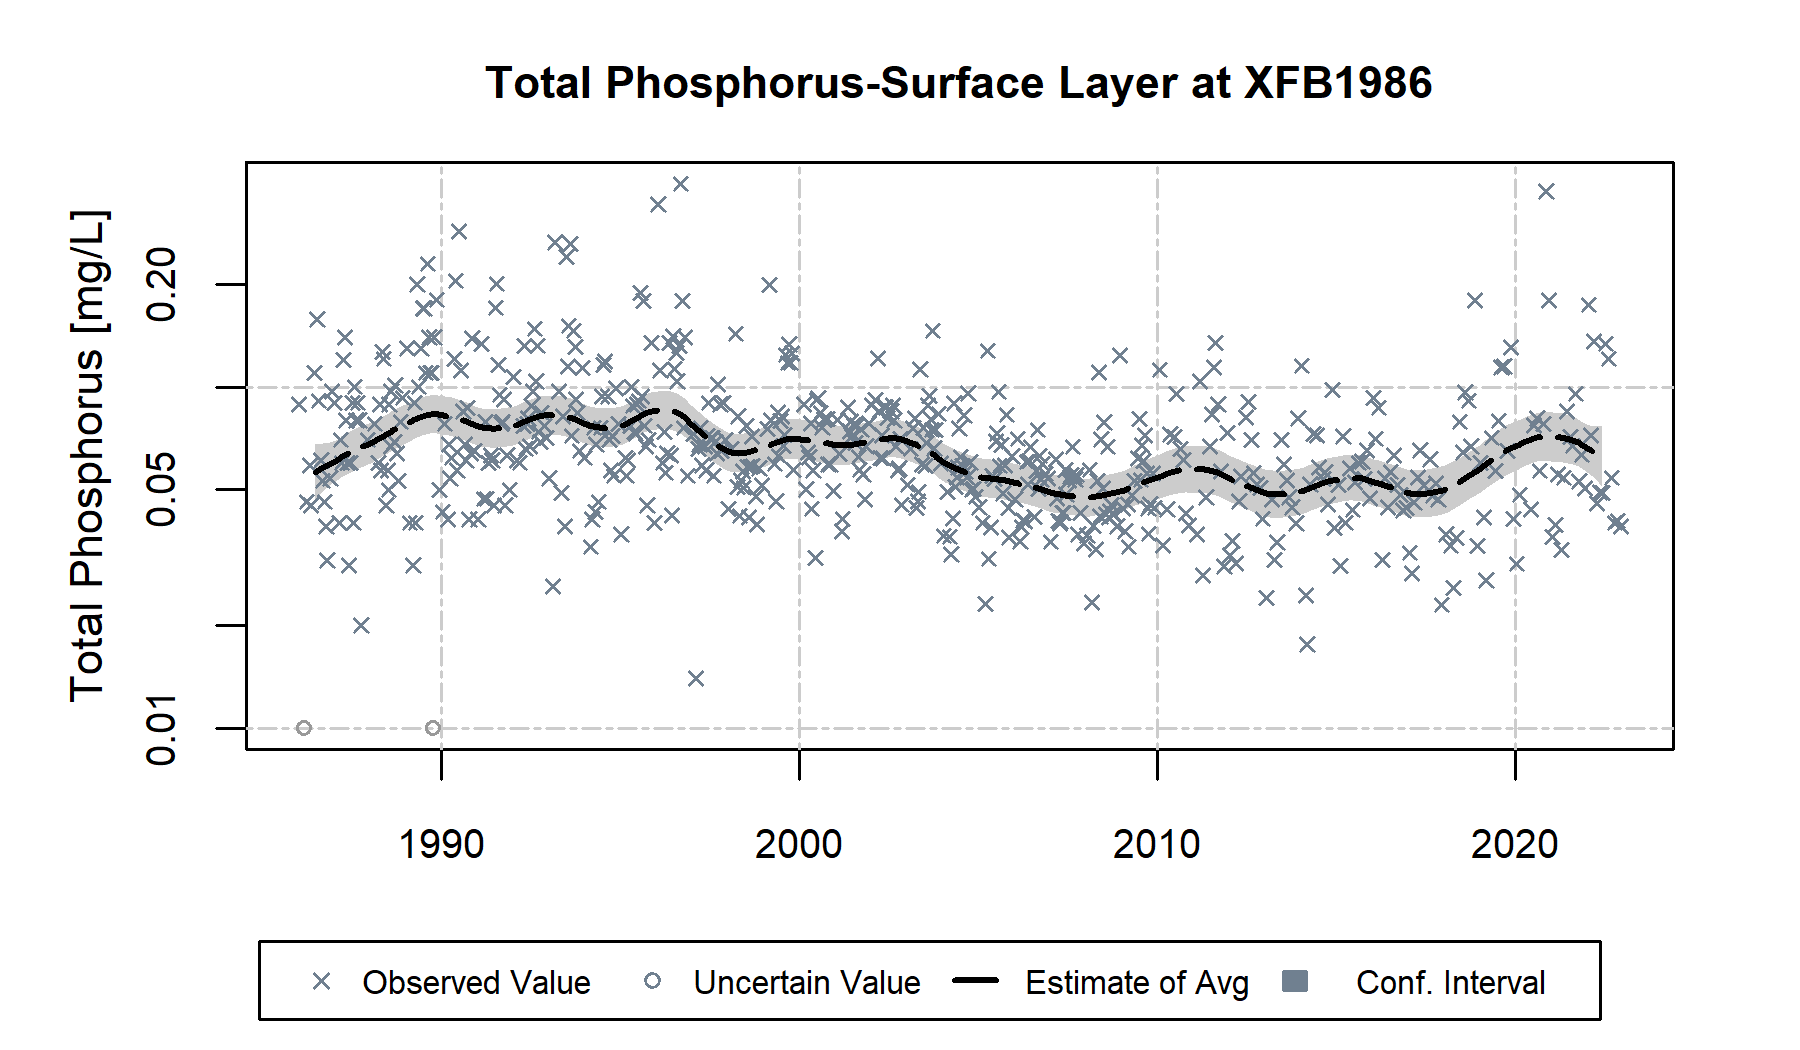 Total Phosphorus-Surface Layer at XFB1986
Total Phosphorus [mg/L]
0.20
0.05
0.01
1990 2000 2010 2020
Observed Value Uncertain Value Estimate of Avg Conf. Interval